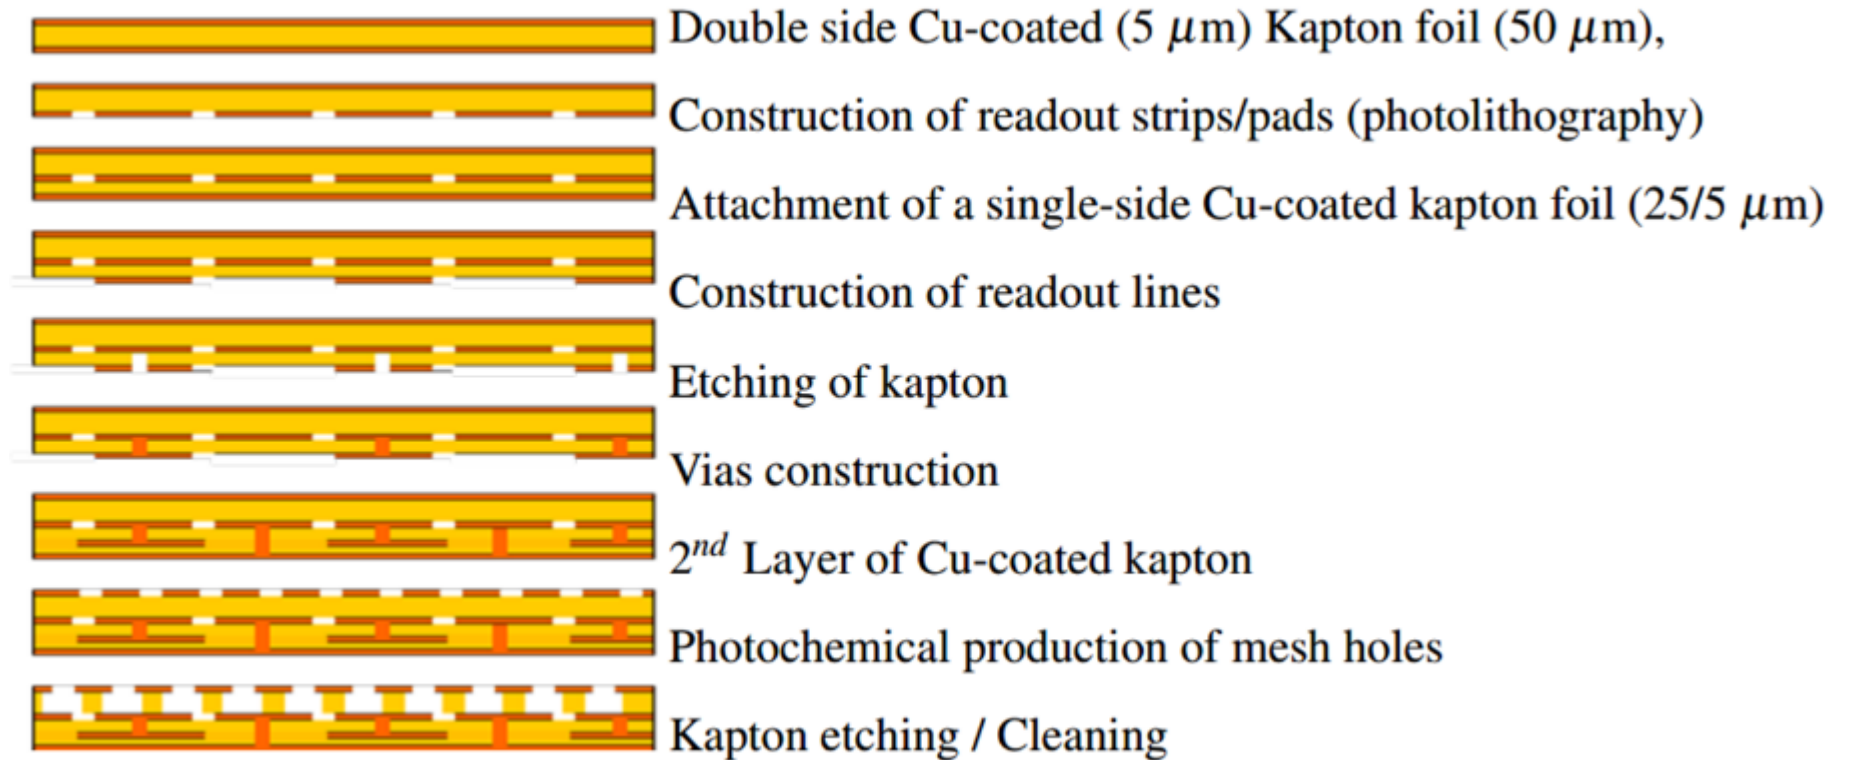 Double side Cu-coated (5 μm) Kapton foil (50 μm),
Construction of readout strips/pads (photolithography)
Attachment of a single-side Cu-coated kapton foil (25/5 μm)
Construction of readout lines
Etching of kapton
Vias construction
2nd Layer of Cu-coated kapton
Photochemical production of mesh holes
Kapton etching / Cleaning